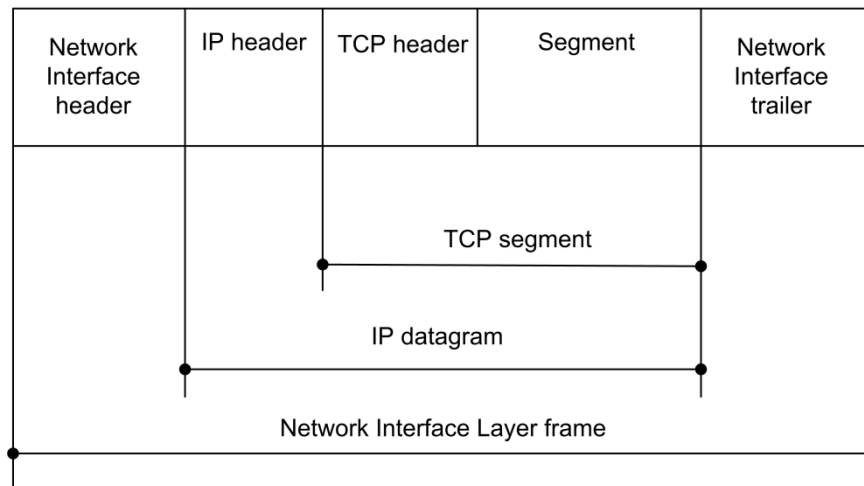 Network
Interface
header
IP header
TCP header
Segment
Network
Interface
trailer
TCP segment
IP datagram
Network Interface Layer frame